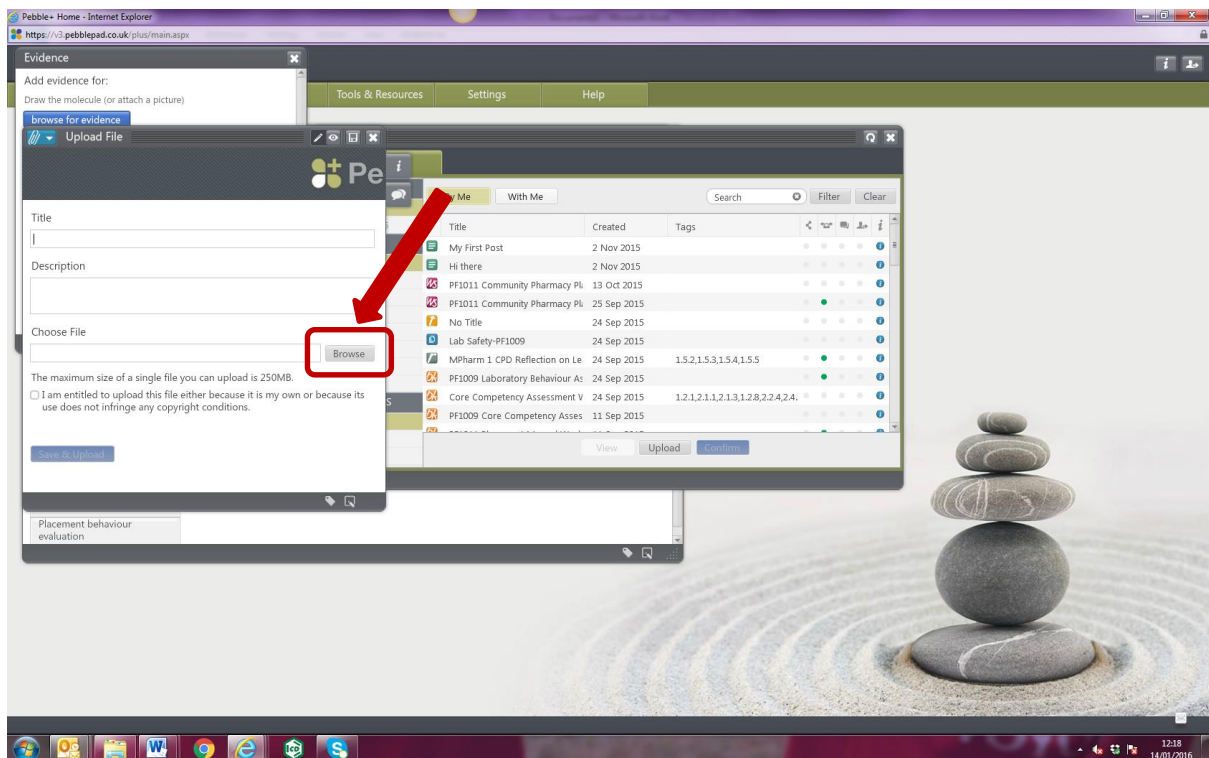 Pebble+ Home - Internet Explorer
https://v3.pebblepad.co.uk/plus/main.aspx
Evidence
Add evidence for:
Draw the molecule (or attach a picture)
browse for evidence
Tools & Resources Settings Help
Upload File
Pe
Title
Description
Choose File
Browse
The maximum size of a single file you can upload is 250MB.
I am entitled to upload this file either because it is my own or because its
use does not infringe any copyright conditions.
Save & Upload
Placement behaviour
evaluation
y Me With Me Search Filter Clear
Title Created Tags
My First Post 2 Nov 2015
Hi there 2 Nov 2015
PF1011 Community Pharmacy Pl 13 Oct 2015
PF1011 Community Pharmacy Pl 25 Sep 2015
No Title 24 Sep 2015
Lab Safety-PF1009 24 Sep 2015
MPharm 1 CPD Reflection on Le 24 Sep 2015 1.5.2,1.5.3,1.5.4,1.5.5
PF1009 Laboratory Behaviour As 24 Sep 2015
Core Competency Assessment V 24 Sep 2015 1.2.1,2.1.1,2.1.3,1.2.8,2.2.4,2.4.
PF1009 Core Competency Asses 11 Sep 2015
View Upload Confirm
12:18
14/01/2016